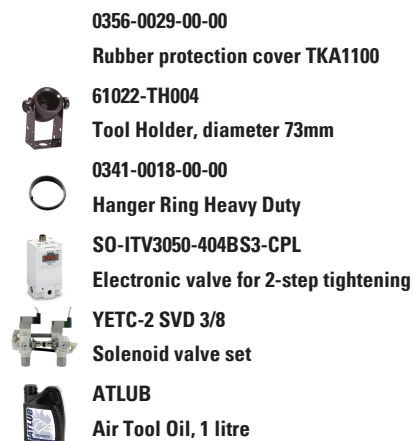 0356-0029-00-00
Rubber protection cover TKA1100
61022-TH004
Tool Holder, diameter 73mm
0341-0018-00-00
Hanger Ring Heavy Duty
SO-ITV3050-404BS3-CPL
Electronic valve for 2-step tightening
YETC-2 SVD 3/8
Solenoid valve set
ATLUB
ATLUB
Air Tool Oil, 1 litre